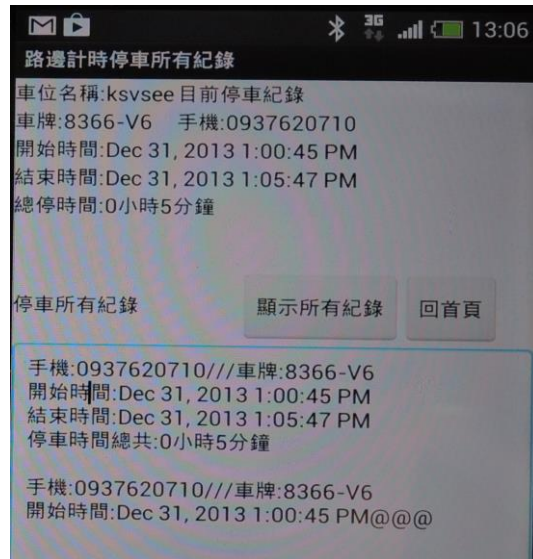 3G
13:06
路邊計時停車所有紀錄
車位名稱:ksvsee目前停車紀錄
車牌:8366-V6 手機:0937620710
開始時間:Dec 31, 2013 1:00:45 PM
結束時間:Dec 31, 2013 1:05:47 PM
總停時間:0小時5分鐘
停車所有紀錄 顯示所有紀錄 回首頁
手機:0937620710///車牌:8366-V6
開始時間:Dec 31, 2013 1:00:45 PM
結束時間:Dec 31, 2013 1:05:47 PM
停車時間總共:0小時5分鐘
手機:0937620710///車牌:8366-V6
開始時間:Dec 31, 2013 1:00:45 PM@@@